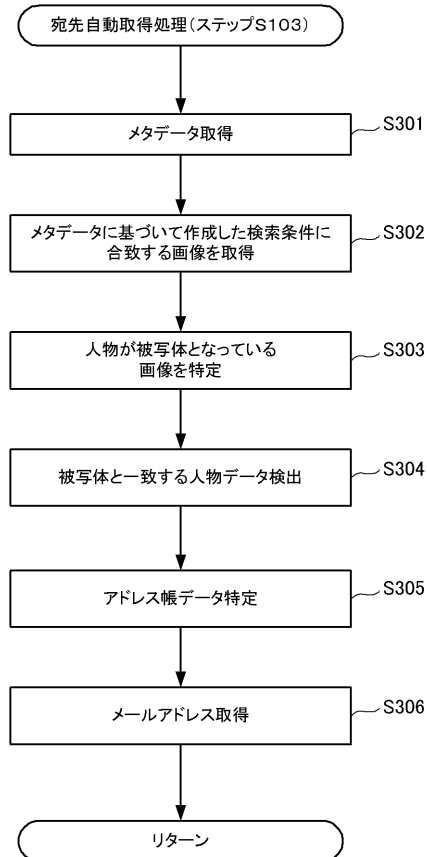 宛先自動取得処理(ステップS103)
メタデータ取得
S301
メタデータに基づいて作成した検索条件に
合致する画像を取得
S302
人物が被写体となっている
画像を特定
S303
被写体と一致する人物データ検出
S304
アドレス帳データ特定
S305
メールアドレス取得
S306
リターン